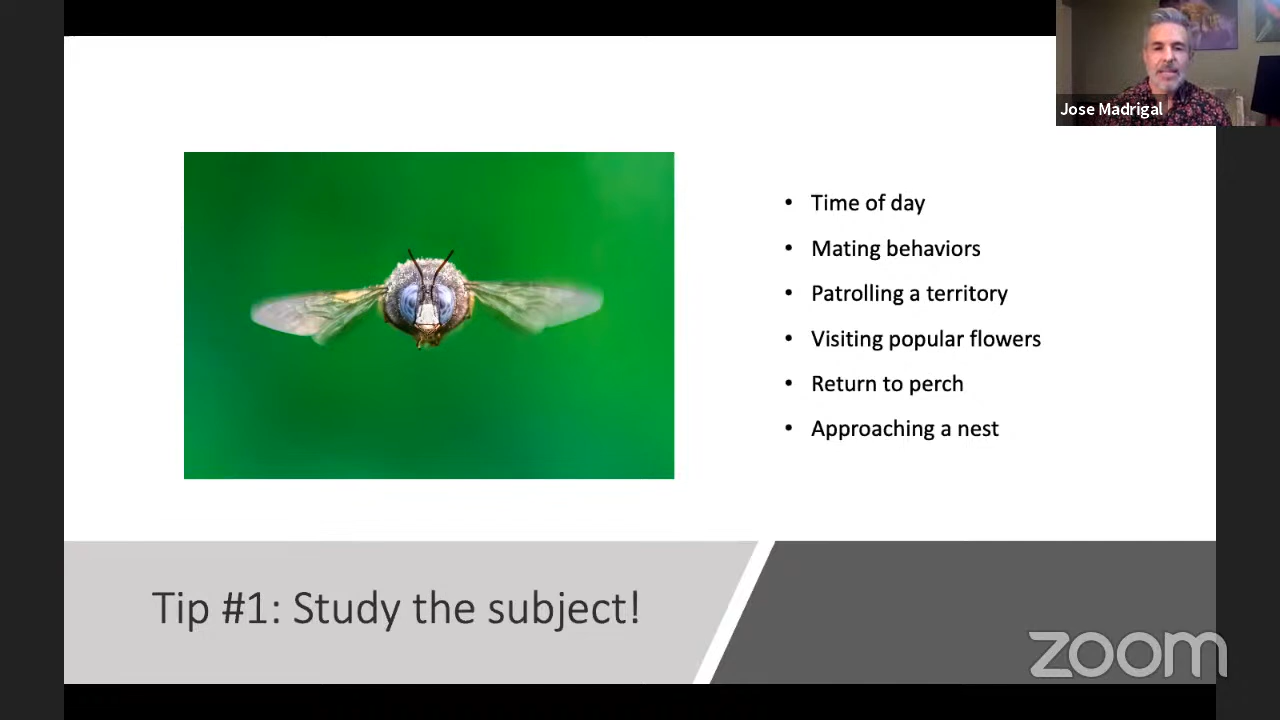 Jose Madrigal
• Time of day
• Mating behaviors
• Patrolling a territory
• Visiting popular flowers
• Return to perch
• Approaching a nest
Tip #1: Study the subject!
zoom